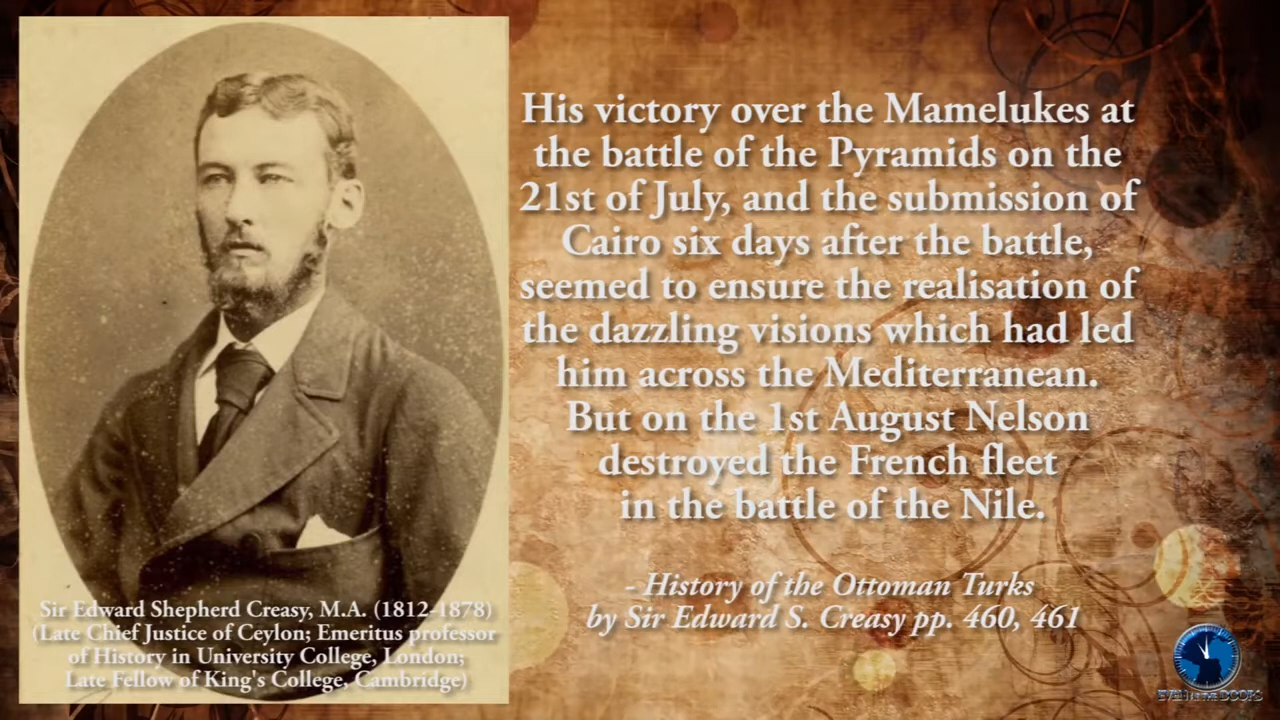 His victory over the Mamelukes at
the battle of the Pyramids on the
21st of July, and the submission of
Cairo six days after the battle,
seemed to ensure the realisation of
the dazzling visions which had led
him across the Mediterranean.
But on the 1st August Nelson
destroyed the French fleet
in the battle of the Nile.
- History of the Ottoman Turks
by Sir Edward S. Creasy pp. 460, 461
Sir Edward Shepherd Creasy, M.A. (1812-1878)
(Late Chief Justice of Ceylon; Emeritus professor
of History in University College, London;
Late Fellow of King's College, Cambridge)
EVEN AT THE DOORS